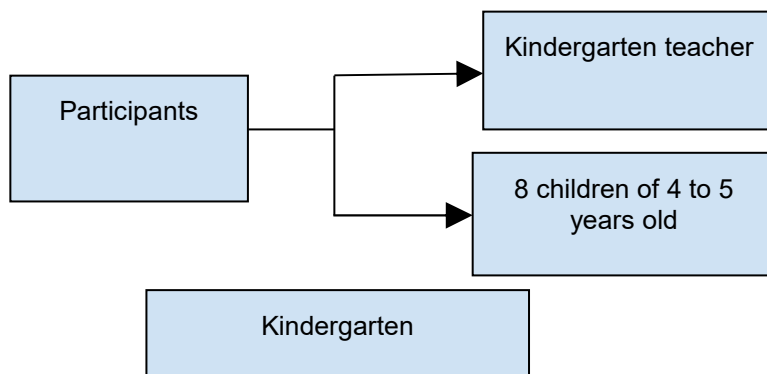 Kindergarten teacher
Participants
8 children of 4 to 5
years old
Kindergarten